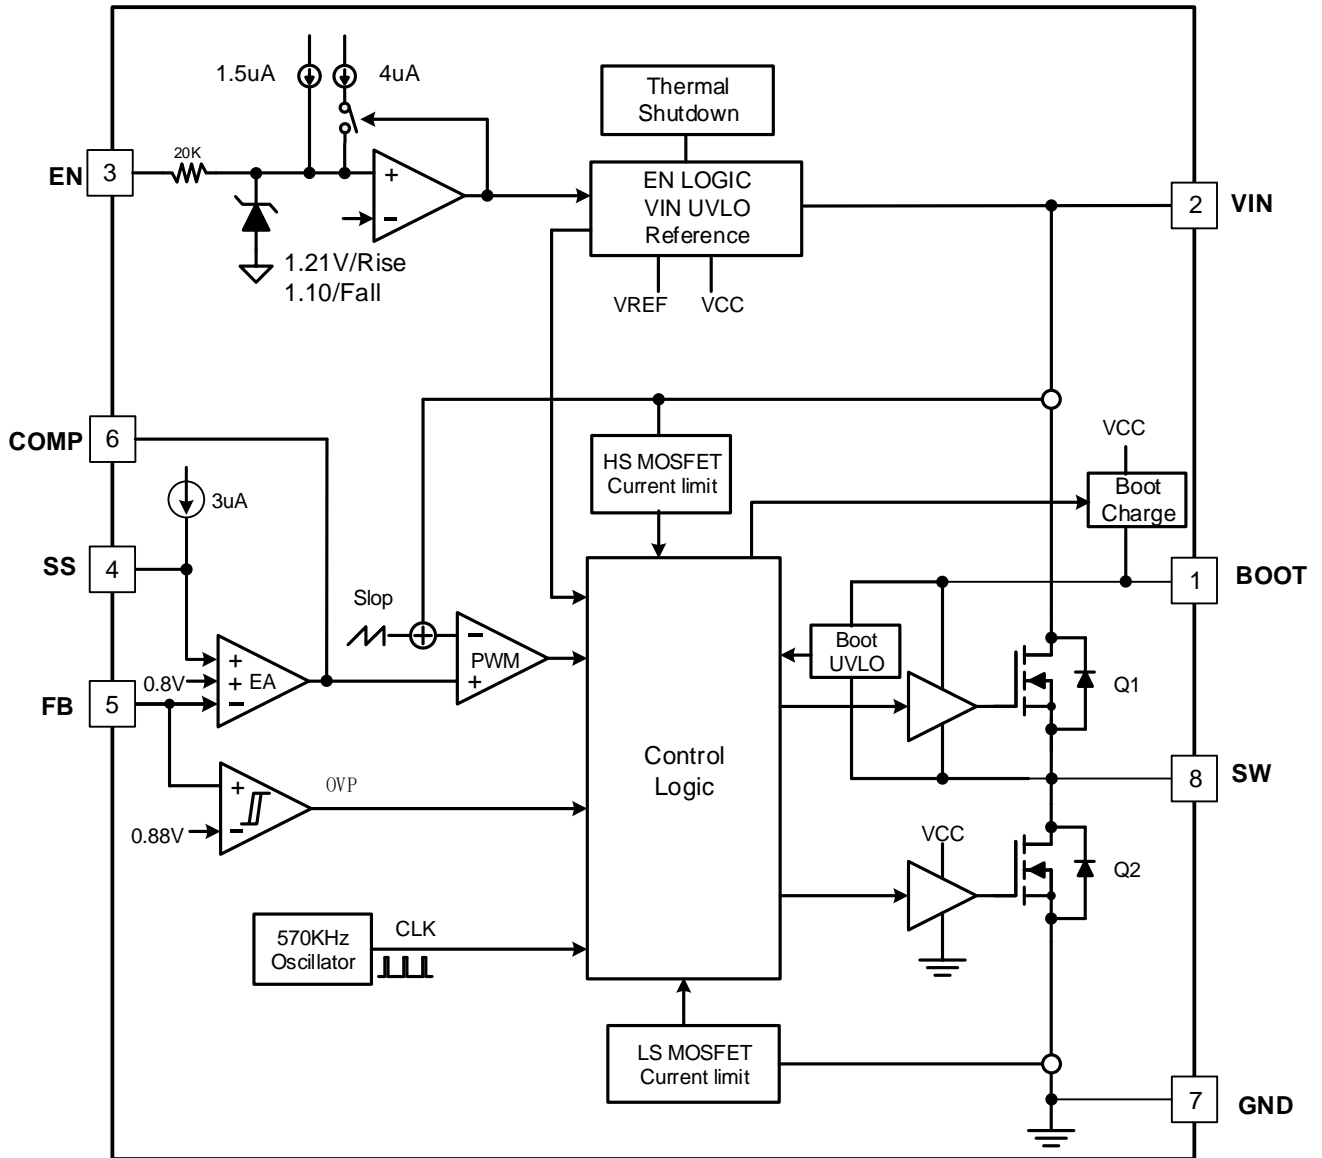 1.5uA
4uA
Thermal
Shutdown
EN
3
20K
+
−
EN LOGIC
VIN UVLO
Reference
2
VIN
1.21V/Rise
1.10/Fall
VREF
VCC
COMP
6
HS MOSFET
Current limit
VCC
Boot
Charge
3uA
SS
4
1
BOOT
Slop
−
PWM
+
Boot
UVLO
+
0.8V
+
EA
−
FB
5
Q1
Control
Logic
8
SW
OVP
+
0.88V
−
VCC
Q2
570KHz
Oscillator
CLK
LS MOSFET
Current limit
7
GND